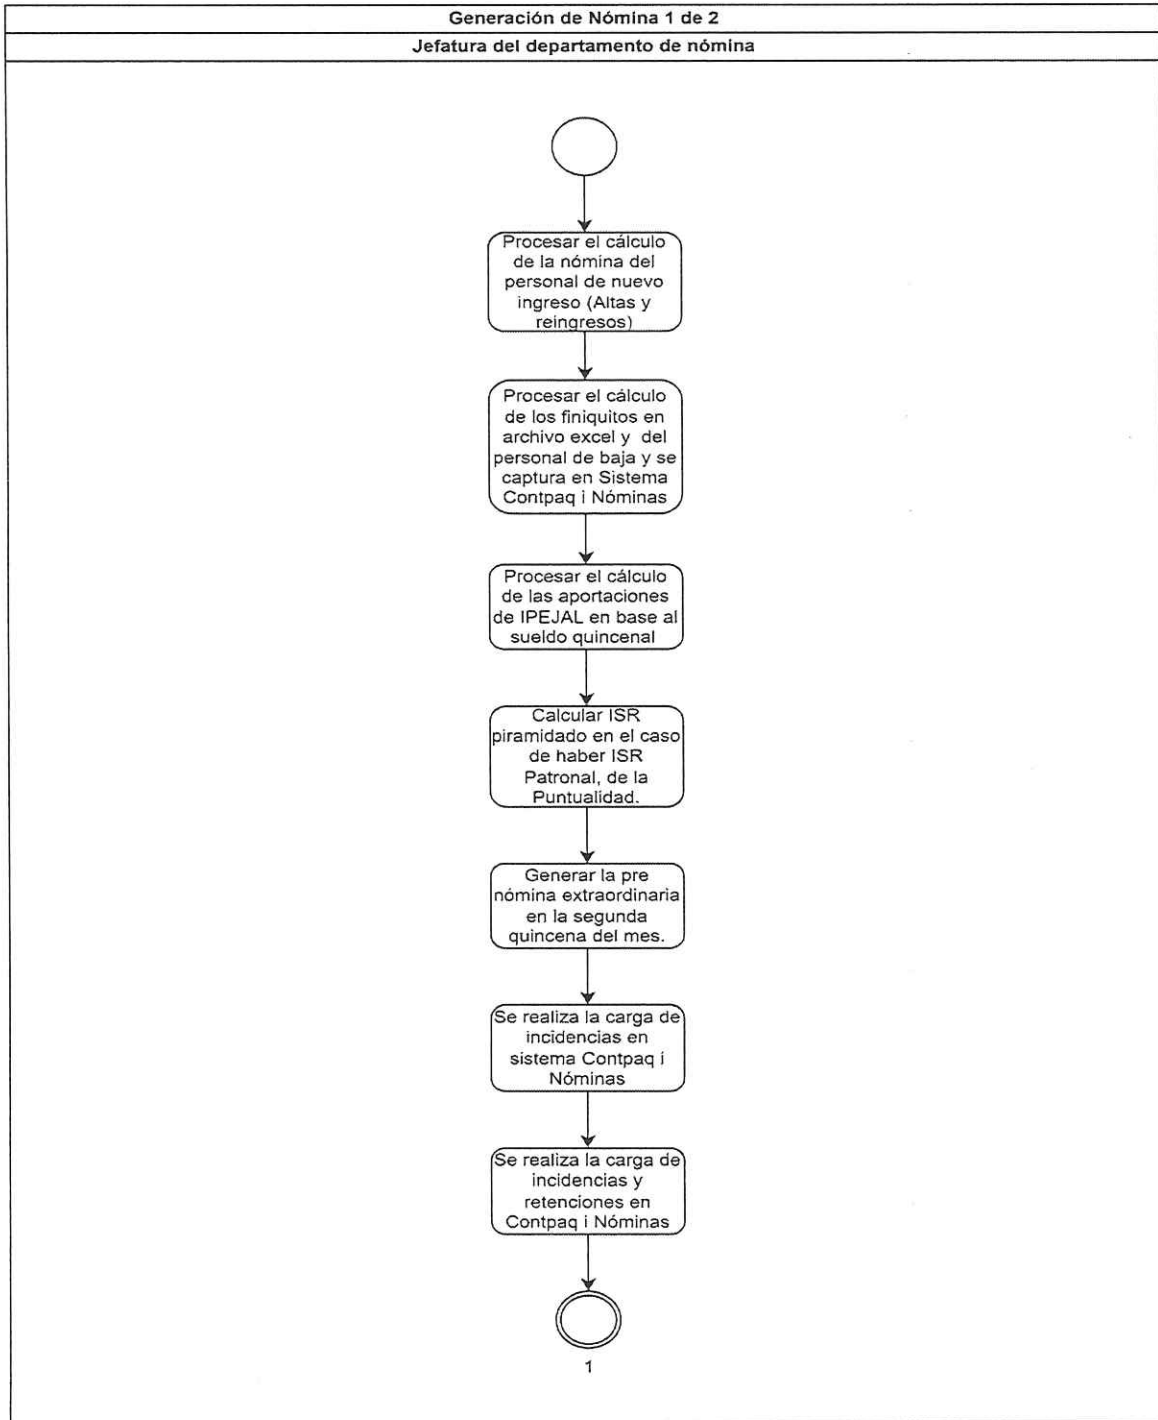 Generación de Nómina 1 de 2
Jefatura del departamento de nómina
Procesar el cálculo
de la nómina del
personal de nuevo
ingreso (Altas y
reingresos)
Procesar el cálculo
de los finiquitos en
archivo excel y del
personal de baja y se
captura en Sistema
Contpaq i Nóminas
Procesar el cálculo
de las aportaciones
de IPEJAL en base al
sueldo quincenal
Calcular ISR
piramidado en el caso
de haber ISR
Patronal, de la
Puntualidad.
Generar la pre
nómina extraordinaria
en la segunda
quincena del mes.
Se realiza la carga de
incidencias en
sistema Contpaq i
Nóminas
Se realiza la carga de
incidencias y
retenciones en
Contpaq i Nóminas
1